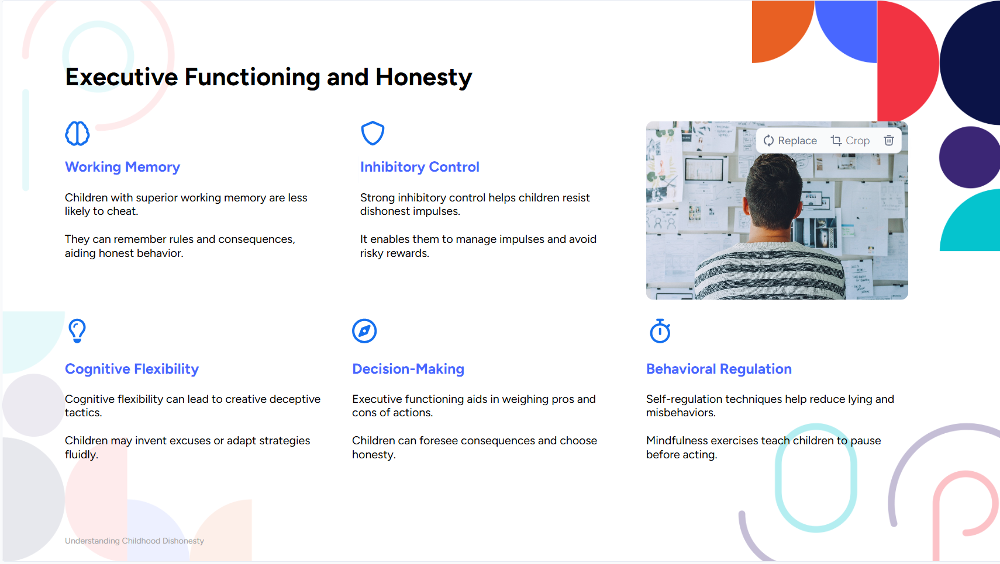 Executive Functioning and Honesty
Replace
Crop
Working Memory
Children with superior working memory are less
likely to cheat.
They can remember rules and consequences,
aiding honest behavior.
Inhibitory Control
Strong inhibitory control helps children resist
dishonest impulses.
It enables them to manage impulses and avoid
risky rewards.
Cognitive Flexibility
Cognitive flexibility can lead to creative deceptive
tactics.
Children may invent excuses or adapt strategies
fluidly.
Decision-Making
Executive functioning aids in weighing pros and
cons of actions.
Children can foresee consequences and choose
honesty.
Behavioral Regulation
Self-regulation techniques help reduce lying and
misbehaviors.
Mindfulness exercises teach children to pause
before acting.
Understanding Childhood Dishonesty